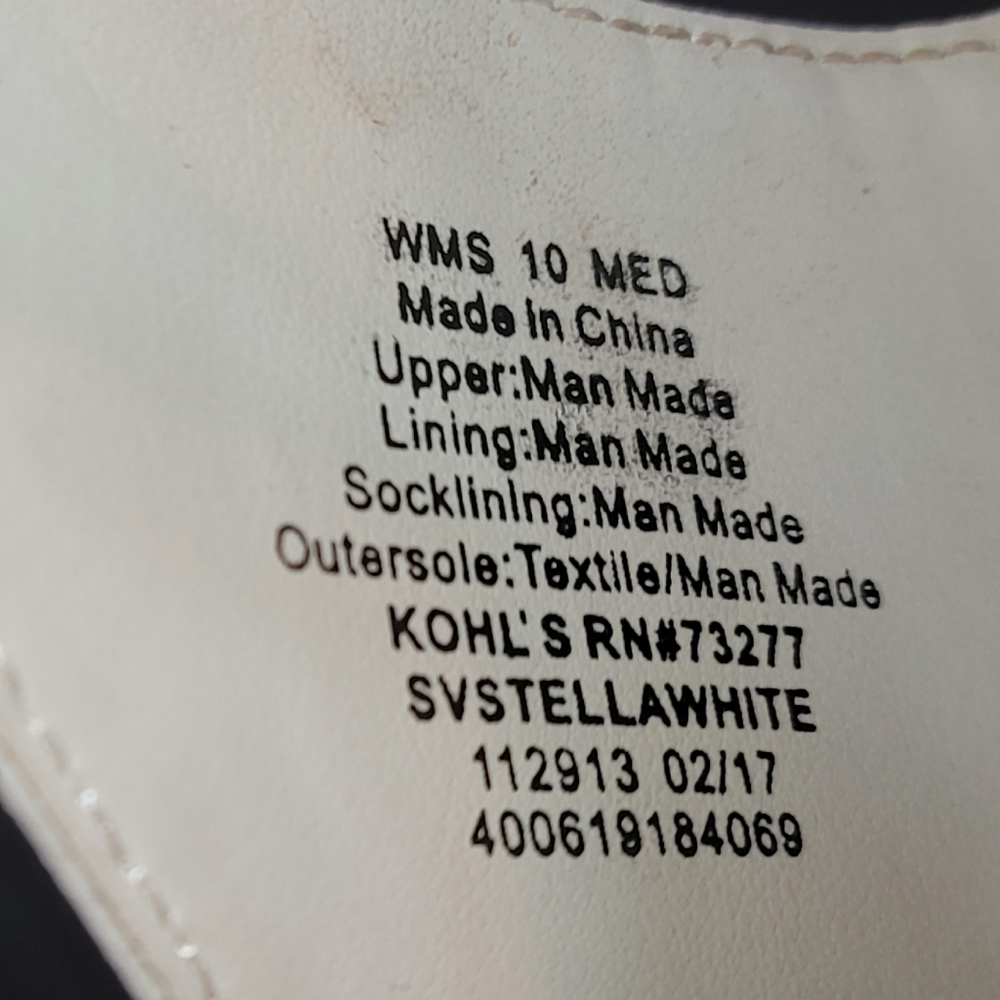 WMS 10 MED
Made in China
Upper:Man Made
Lining:Man Made
Socklining:Man Made
Outersole:Textile/Man Made
KOHL'S RN#73277
SVSTELLAWHITE
112913 02/17
400619184069